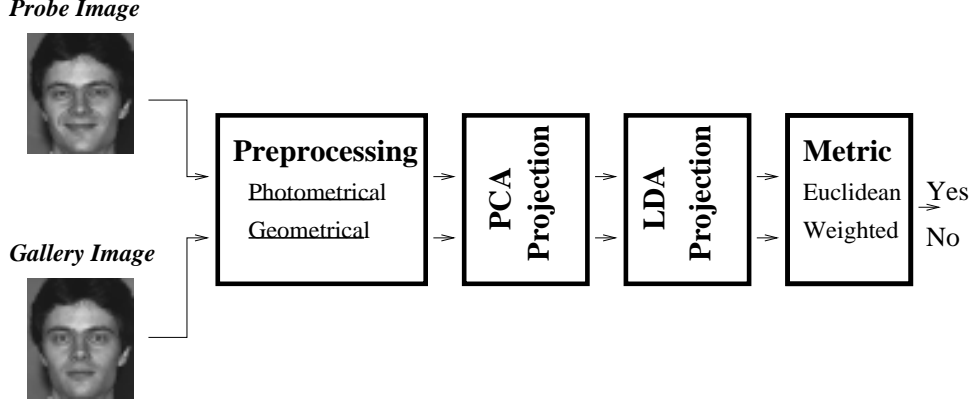 Probe Image
Preprocessing
Photometrical
Geometrical
PCA
Projection
LDA
Projection
Metric
Euclidean
Weighted
Yes
No
Gallery Image